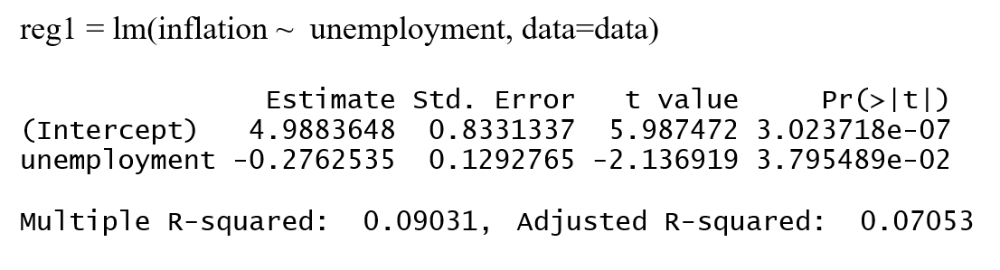 reg1 = lm(inflation ~ unemployment, data=data)
Estimate Std. Error t value Pr(>|t|)
(Intercept) 4.9883648 0.8331337 5.987472 3.023718e-07
unemployment -0.2762535 0.1292765 -2.136919 3.795489e-02
Multiple R-squared: 0.09031, Adjusted R-squared: 0.07053